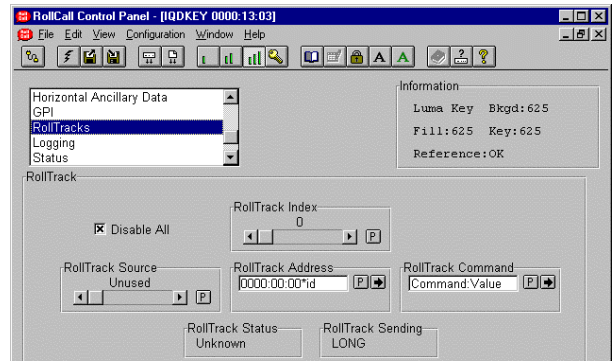 RollCall Control Panel - [IQDKEY 0000:13:03]
File Edit View Configuration Window Help
A A
Horizontal Ancillary Data
GPI
RollTracks
Logging
Status
Information
Luma Key Bkgd:625
Fill:625 Key:625
Reference:OK
RollTrack
Disable All
RollTrack Index
0
P
RollTrack Source
Unused
P
RollTrack Address
0000:00:00*id
P
RollTrack Command
Command:Value
P
RollTrack Status
Unknown
RollTrack Sending
LONG